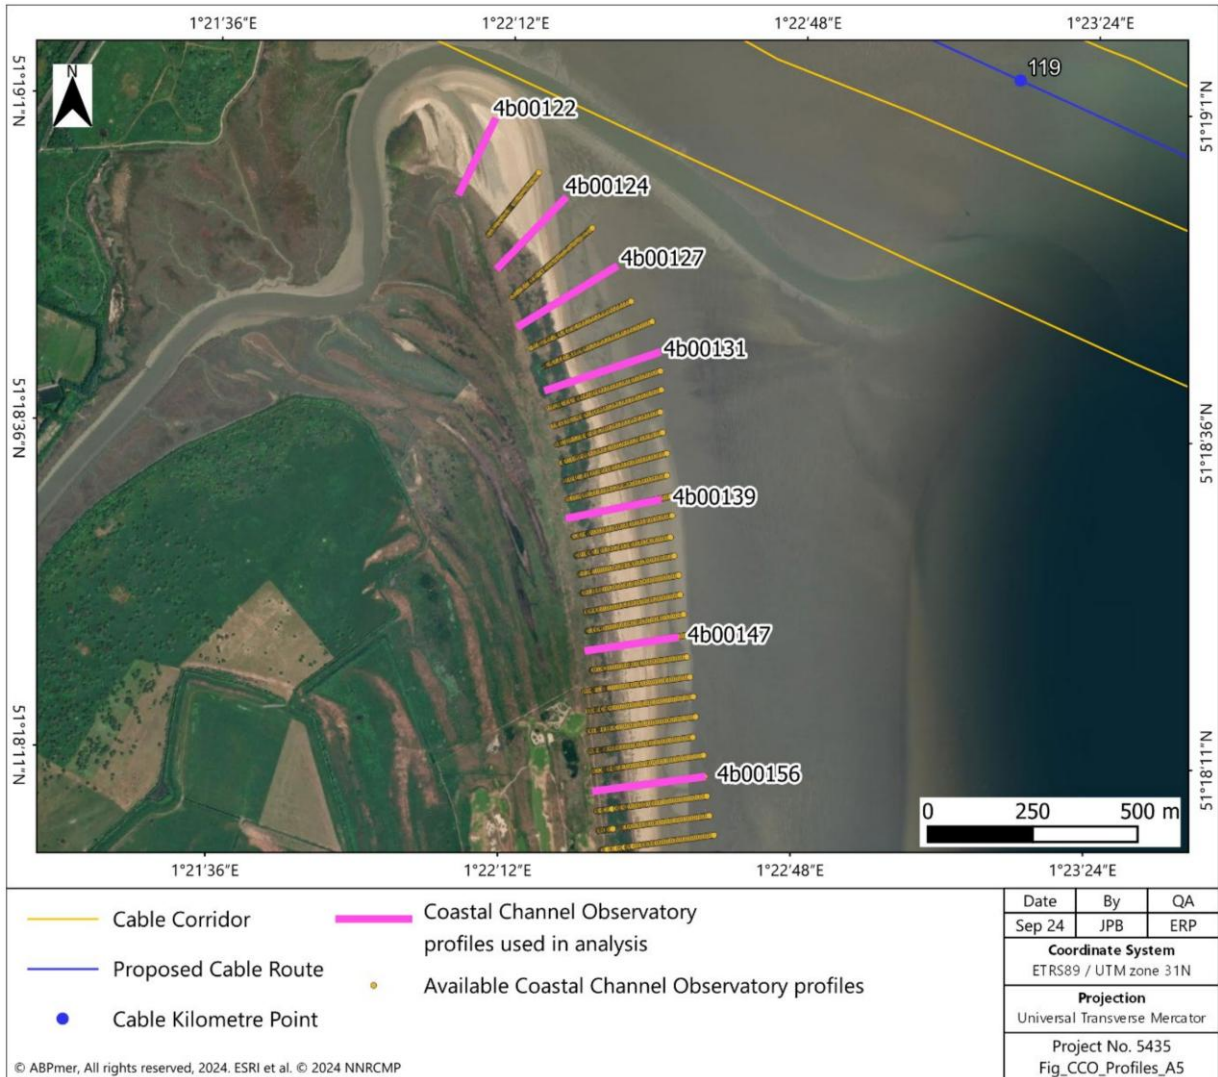 1°21'36"E 1°22'12"E 1°22'48"E 1°23'24"E
51°19'1"N
N
119
51°19'1"N
4b00122
4b00124
4b00127
4b00131
51°18'36"N
51°18'36"N
4b00139
4b00147
51°18'11"N
51°18'11"N
4b00156
0 250 500 m
1°21'36"E 1°22'12"E 1°22'48"E 1°23'24"E
Cable Corridor
Proposed Cable Route
Cable Kilometre Point
Coastal Channel Observatory
profiles used in analysis
Available Coastal Channel Observatory profiles
Date By QA
Sep 24 JPB ERP
Coordinate System
ETRS89 / UTM zone 31N
Projection
Universal Transverse Mercator
Project No. 5435
Fig_CCO_Profiles_A5
© ABPmer, All rights reserved, 2024. ESRI et al. © 2024 NNRCMP